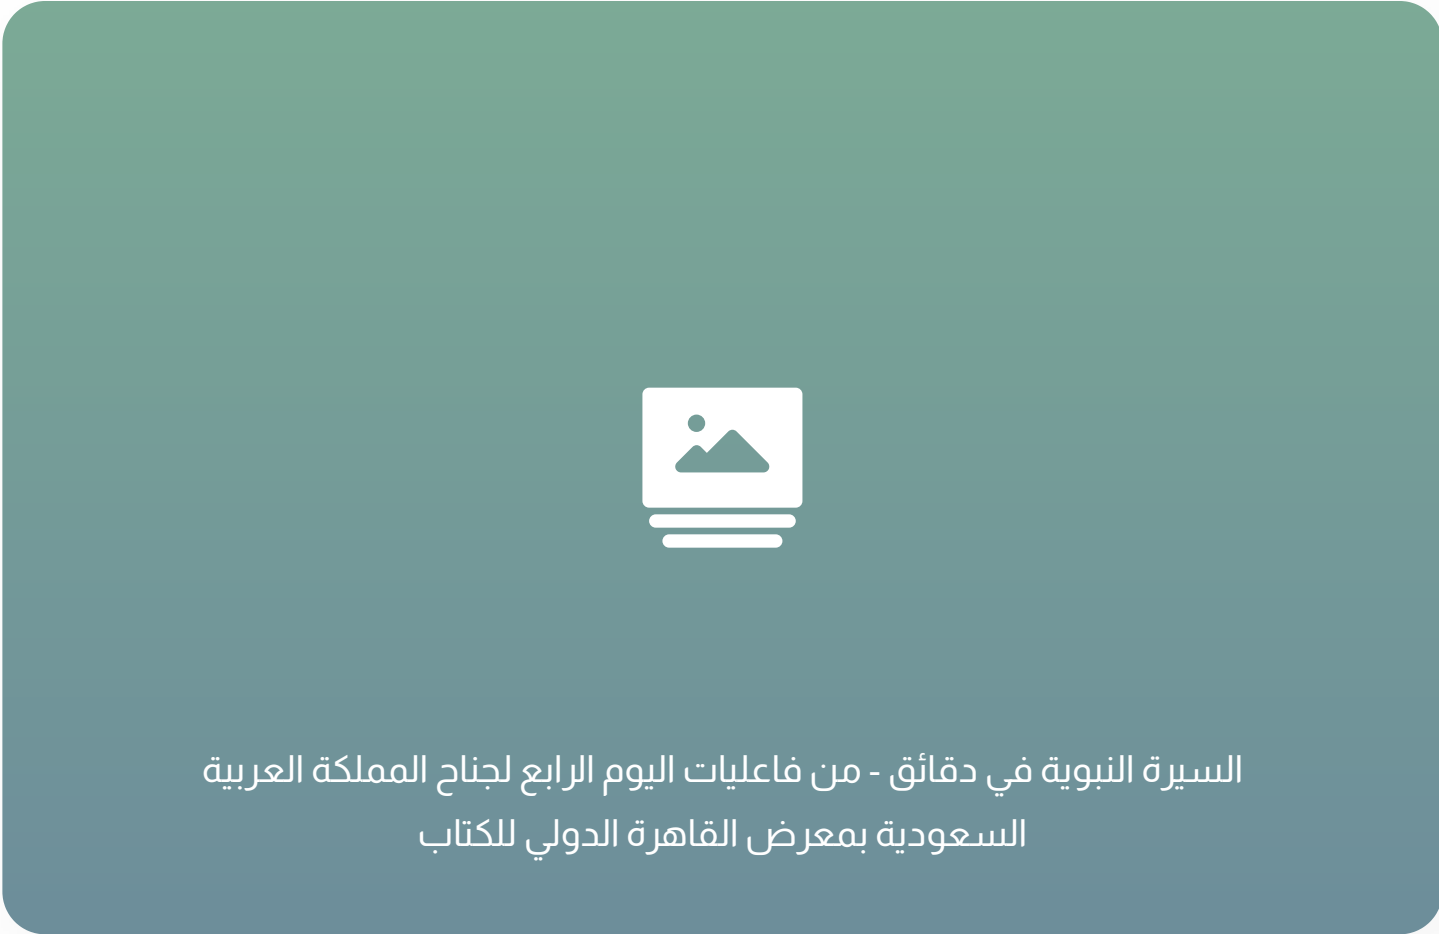 السيرة النبوية في دقائق - من فاعليات اليوم الرابع لجناح المملكة العربية
السعودية بمعرض القاهرة الدولي للكتاب